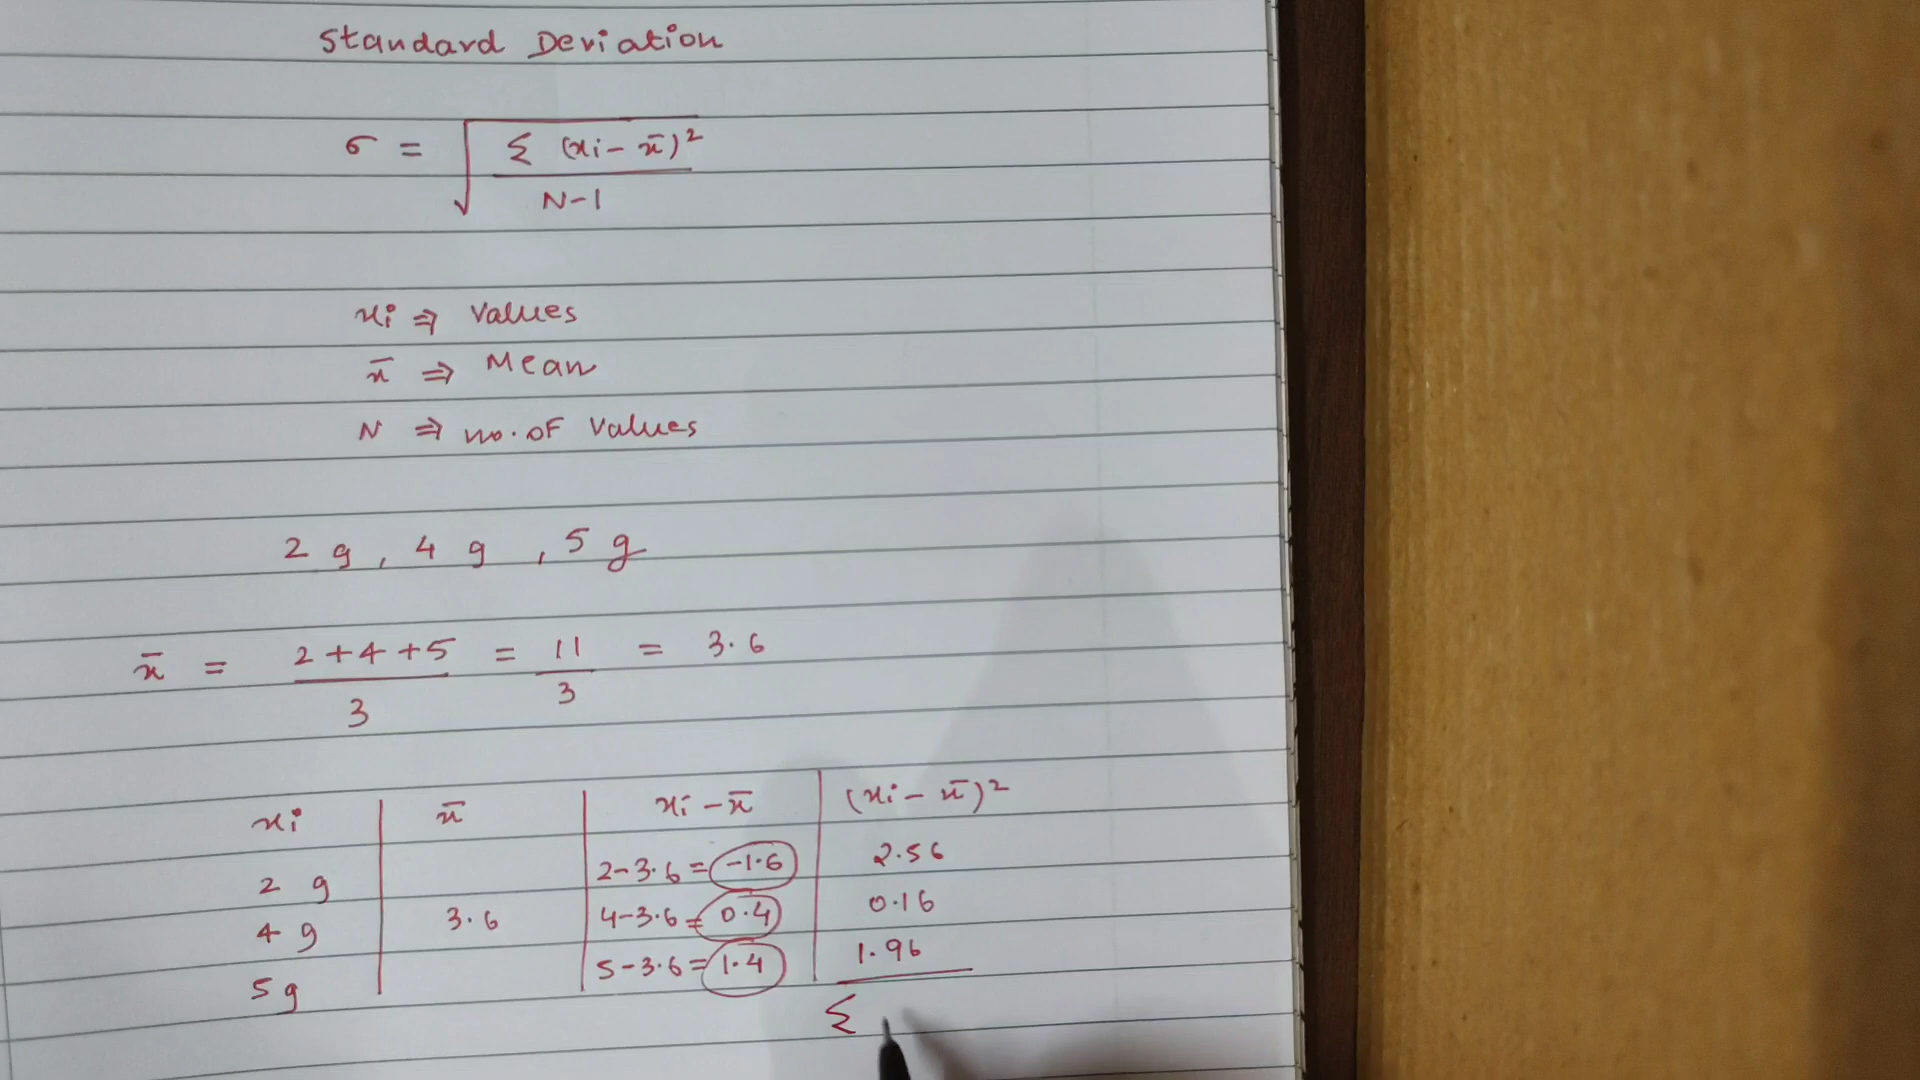 Standard Deviation
σ = √ Σ (xi - x̄)² / N-1
xi ⇒ Values
x̄ ⇒ Mean
N ⇒ no. of Values
2 g, 4 g, 5 g
x̄ = 2+4+5 / 3 = 11 / 3 = 3.6
xi x̄ xi - x̄ (xi - x̄)²
2 g 2-3.6 = -1.6 2.56
4 g 3.6 4-3.6 = 0.4 0.16
5 g 5-3.6 = 1.4 1.96
Σ